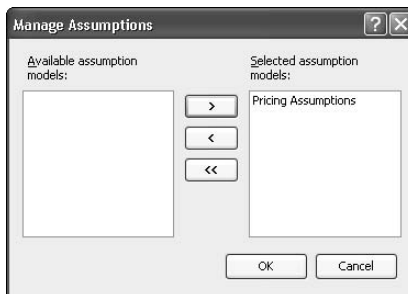 Manage Assumptions
Available assumption
models:
Selected assumption
models:
Pricing Assumptions
>
<
<<
OK
Cancel